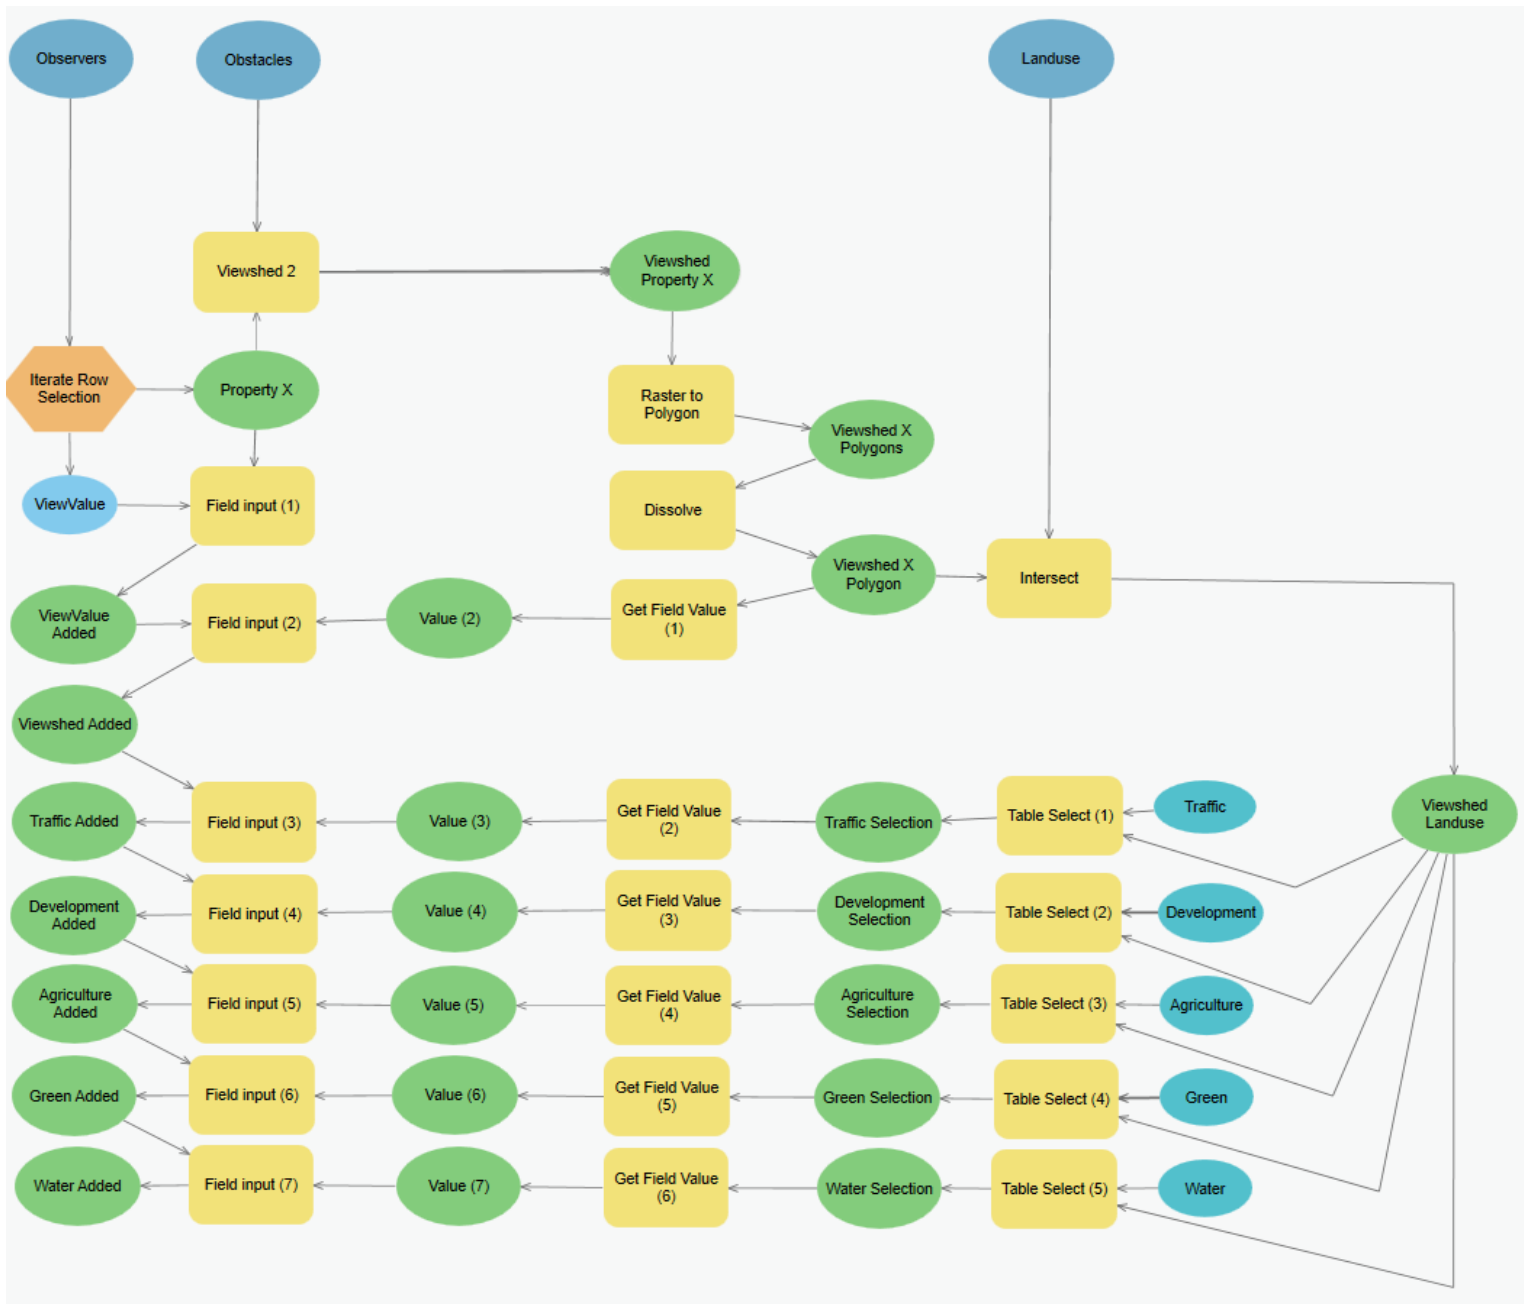 Observers
Obstacles
Landuse
Viewshed 2
Viewshed
Property X
Iterate Row
Selection
Property X
Raster to
Polygon
Viewshed X
Polygons
ViewValue
Field input (1)
Dissolve
Viewshed X
Polygon
Intersect
ViewValue
Added
Field input (2)
Value (2)
Get Field Value
(1)
Viewshed Added
Traffic Added
Field input (3)
Value (3)
Get Field Value
(2)
Traffic Selection
Table Select (1)
Traffic
Viewshed
Landuse
Development
Added
Field input (4)
Value (4)
Get Field Value
(3)
Development
Selection
Table Select (2)
Development
Agriculture
Added
Field input (5)
Value (5)
Get Field Value
(4)
Agriculture
Selection
Table Select (3)
Agriculture
Green Added
Field input (6)
Value (6)
Get Field Value
(5)
Green Selection
Table Select (4)
Green
Water Added
Field input (7)
Value (7)
Get Field Value
(6)
Water Selection
Table Select (5)
Water